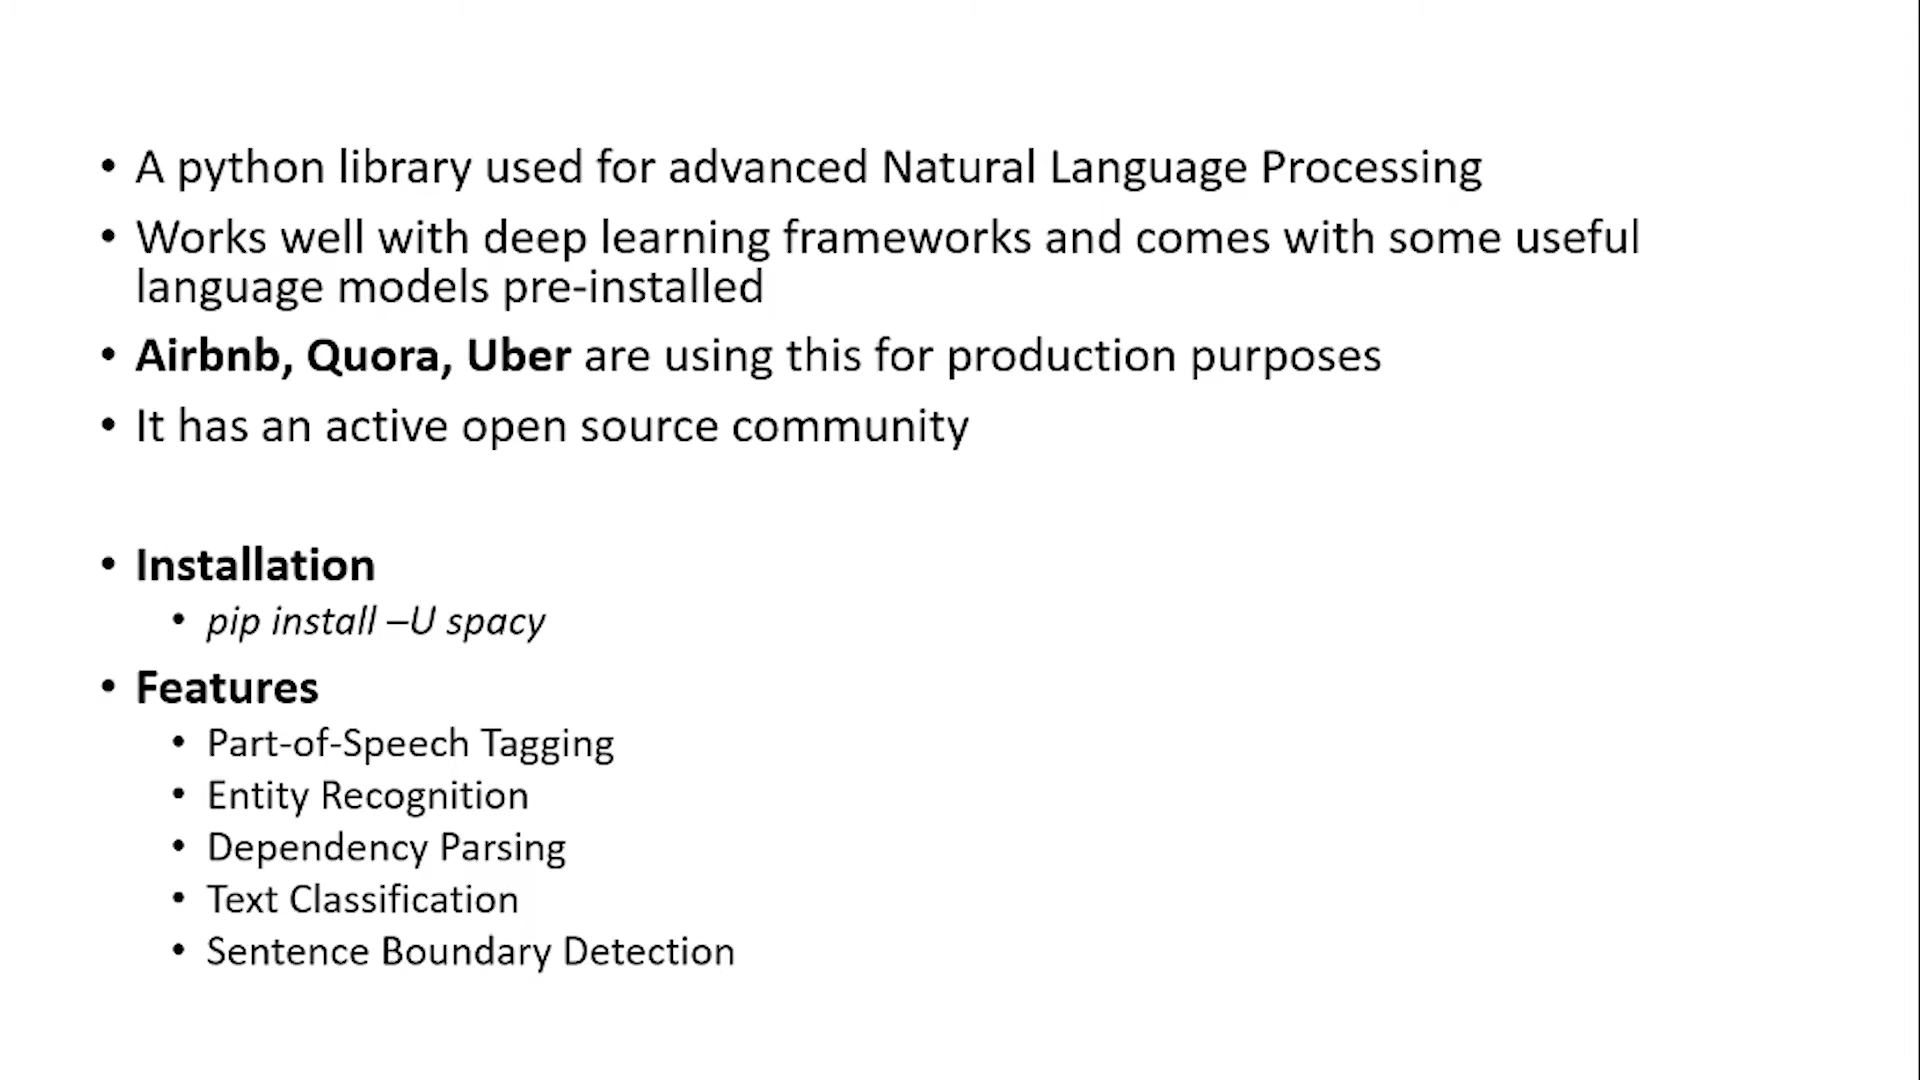 • A python library used for advanced Natural Language Processing
• Works well with deep learning frameworks and comes with some useful
language models pre-installed
• Airbnb, Quora, Uber are using this for production purposes
• It has an active open source community
• Installation
• pip install –U spacy
• Features
• Part-of-Speech Tagging
• Entity Recognition
• Dependency Parsing
• Text Classification
• Sentence Boundary Detection